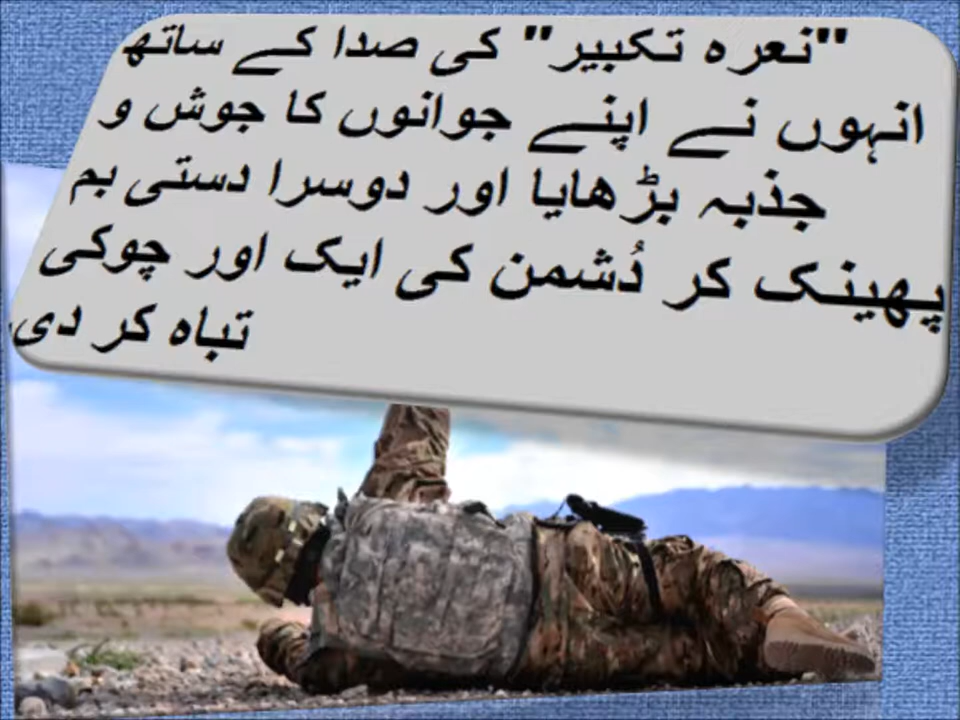 "نعرہ تکبیر" کی صدا کے ساتھ
انہوں نے اپنے جوانوں کا جوش و
جذبہ بڑھایا اور دوسرا دستی بم
پھینک کر دُشمن کی ایک اور چوکی
تباہ کر دی۔